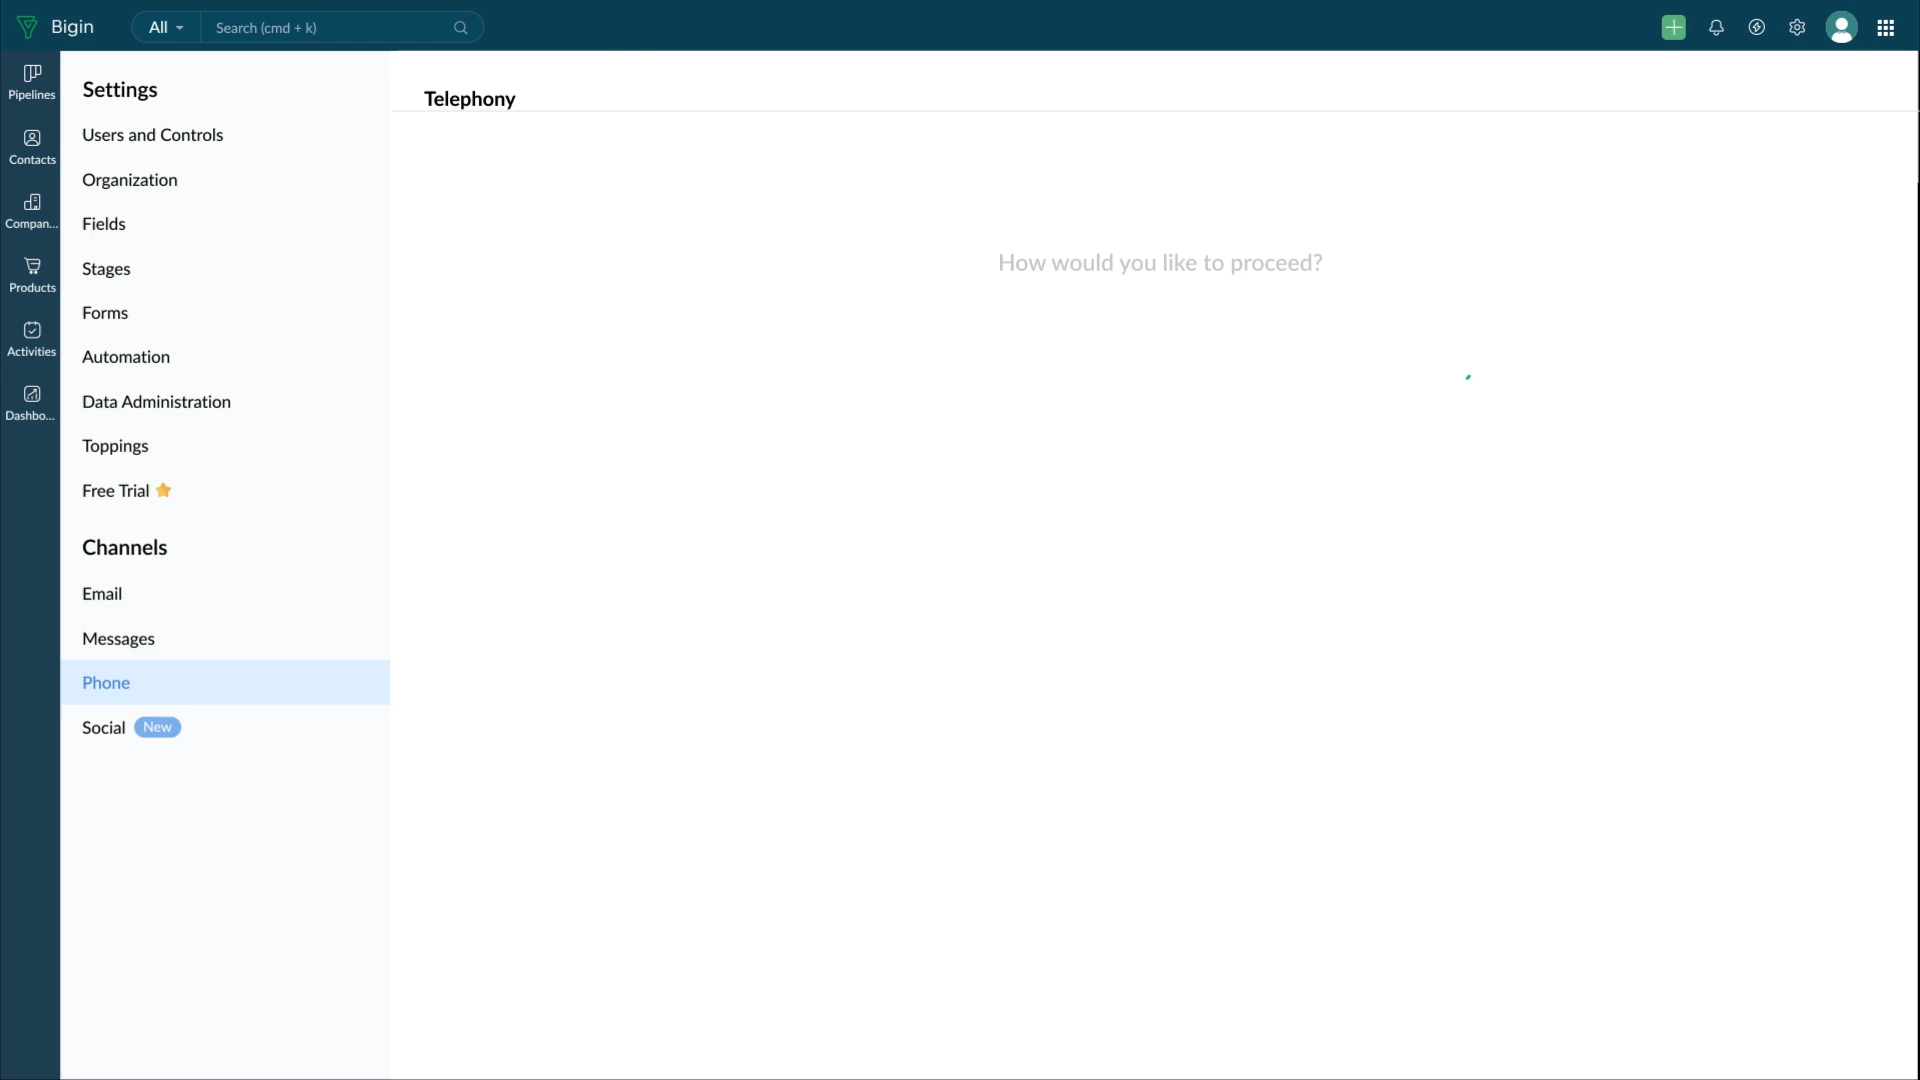 Bigin
All
Search (cmd + k)
Pipelines
Contacts
Compan...
Products
Activities
Dashbo...
Settings
Users and Controls
Organization
Fields
Stages
Forms
Automation
Data Administration
Toppings
Free Trial
Channels
Email
Messages
Phone
Social New
Telephony
How would you like to proceed?